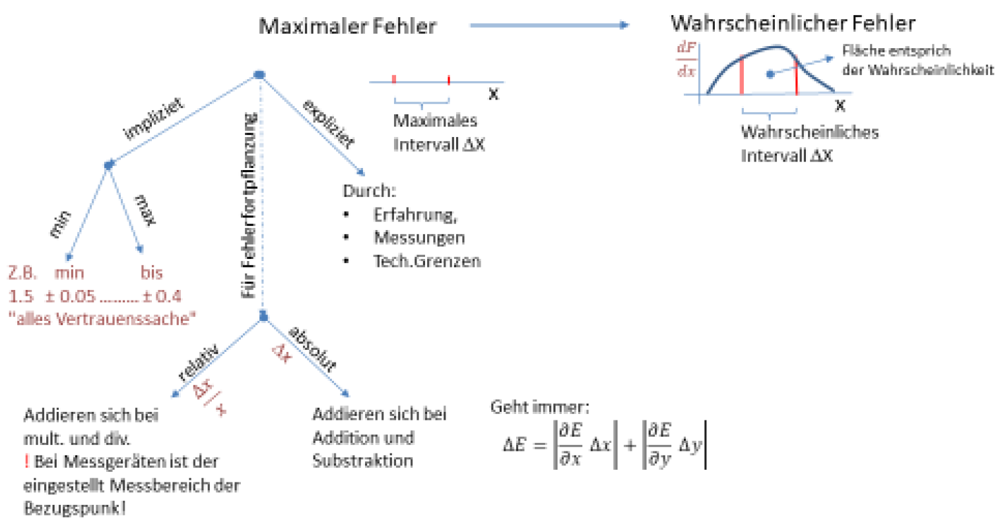 Maximaler Fehler
Wahrscheinlicher Fehler
dF
dx
Fläche entsprich
der Wahrscheinlichkeit
x
Wahrscheinliches
Intervall ΔX
x
Maximales
Intervall ΔX
impliziet
expliziet
Für Fehlerfortpflanzung
min
max
Durch:
• Erfahrung,
• Messungen
• Tech.Grenzen
Z.B. min bis
1.5 ± 0.05 ......... ± 0.4
"alles Vertrauenssache"
relativ
Δx/x
absolut
Δx
Addieren sich bei
mult. und div.
! Bei Messgeräten ist der
eingestellt Messbereich der
Bezugspunk!
Addieren sich bei
Addition und
Substraktion
Geht immer:
ΔE = |∂E/∂x Δx| + |∂E/∂y Δy|